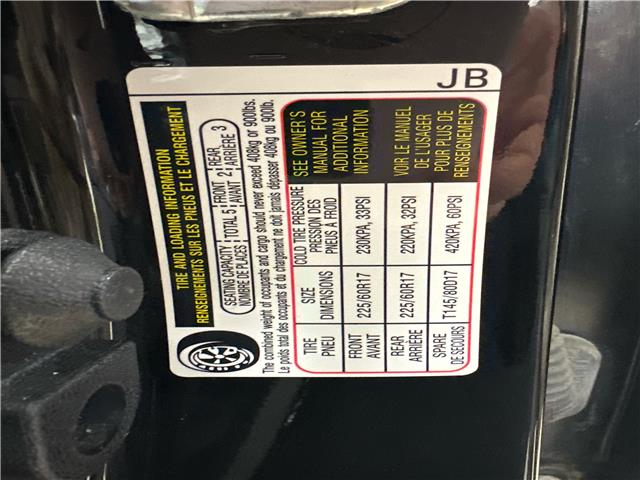 TIRE AND LOADING INFORMATION
RENSEIGNEMENTS SUR LES PNEUS ET LE CHARGEMENT
SEATING CAPACITY
NOMBRE DE PLACES
TOTAL 5
FRONT
AVANT 2
REAR
ARRIÈRE 3
The combined weight of occupants and cargo should never exceed 408kg or 900lbs.
Le poids total des occupants et du chargement ne doit jamais dépasser 408kg ou 900lb.
TIRE
PNEU
SIZE
DIMENSIONS
COLD TIRE PRESSURE
PRESSION DES
PNEUS À FROID
SEE OWNER'S
MANUAL FOR
ADDITIONAL
INFORMATION
FRONT
AVANT
225/60R17
230KPA, 33PSI
REAR
ARRIÈRE
225/60R17
220KPA, 32PSI
VOIR LE MANUEL
DE L'USAGER
POUR PLUS DE
RENSEIGNEMENTS
SPARE
DE SECOURS
T145/80D17
420KPA, 60PSI
JB